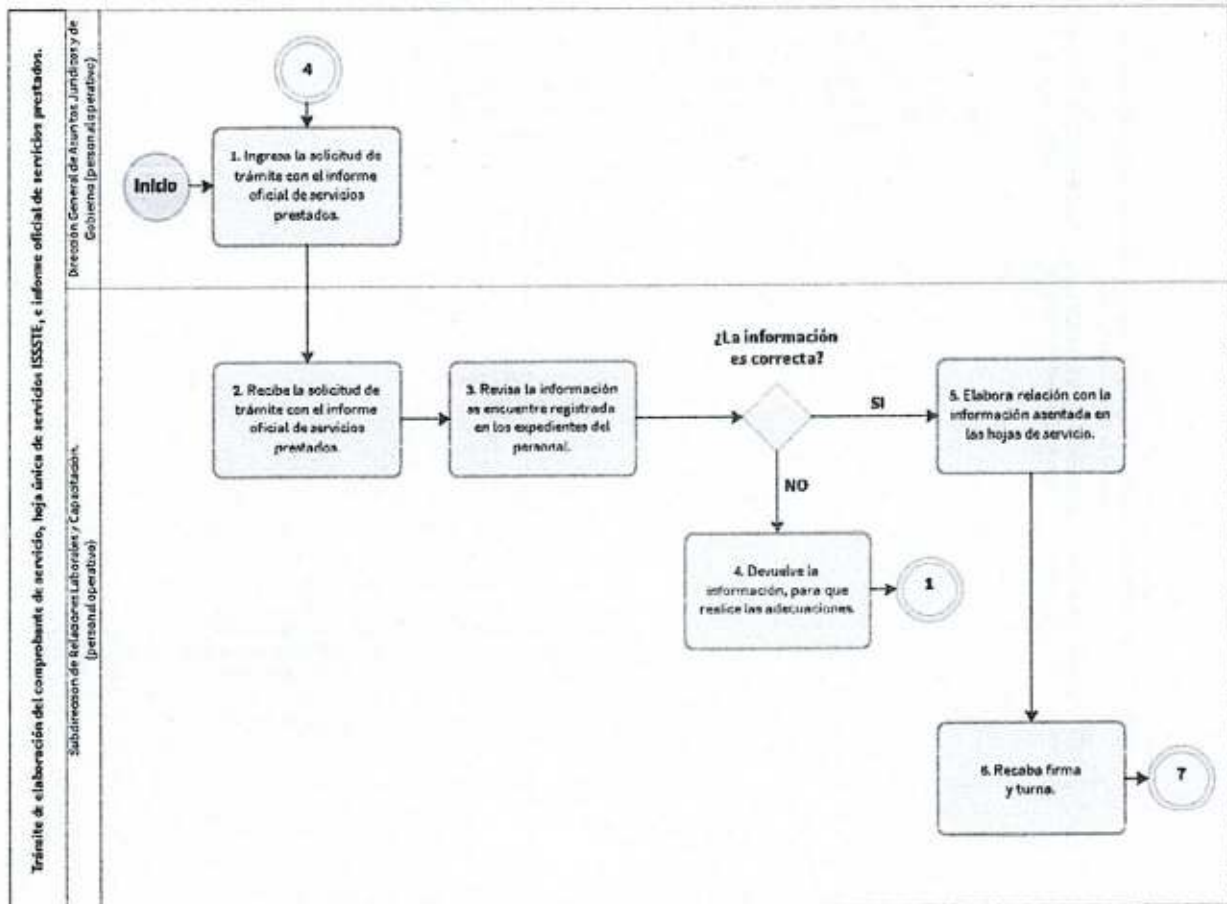 Trámite de elaboración del comprobante de servicio, hoja única de servicios ISSSTE, e informe oficial de servicios prestados.
Dirección General de Asuntos Jurídicos y de
Gobierno (personal operativo)
4
Inicio
1. Ingresa la solicitud de
trámite con el informe
oficial de servicios
prestados.
Subdirección de Relaciones Laborales y Capacitación.
(personal operativo)
2. Recibe la solicitud de
trámite con el informe
oficial de servicios
prestados.
3. Revisa la información
se encuentre registrada
en los expedientes del
personal.
¿La información
es correcta?
SI
NO
5. Elabora relación con la
información asentada en
las hojas de servicio.
4. Devuelve la
información, para que
realice las adecuaciones.
1
6. Recaba firma
y turna.
7